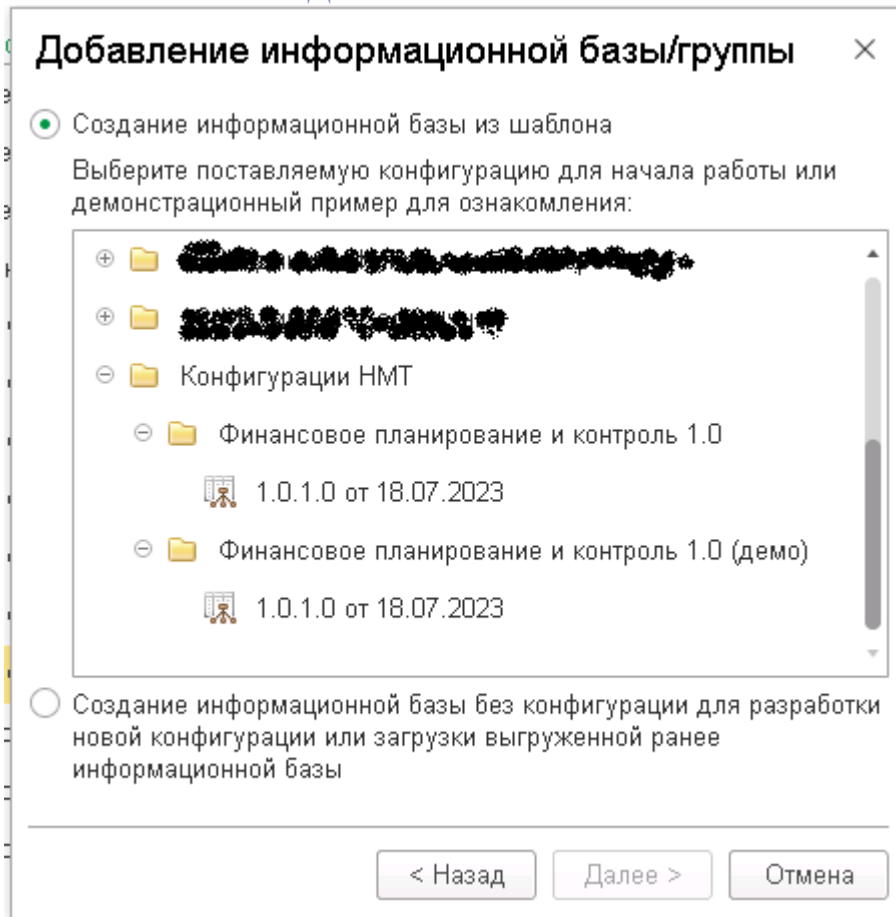 Добавление информационной базы/группы
Создание информационной базы из шаблона
Выберите поставляемую конфигурацию для начала работы или
демонстрационный пример для ознакомления:
Конфигурации НМТ
Финансовое планирование и контроль 1.0
1.0.1.0 от 18.07.2023
Финансовое планирование и контроль 1.0 (демо)
1.0.1.0 от 18.07.2023
Создание информационной базы без конфигурации для разработки
новой конфигурации или загрузки выгруженной ранее
информационной базы
< Назад
Далее >
Отмена